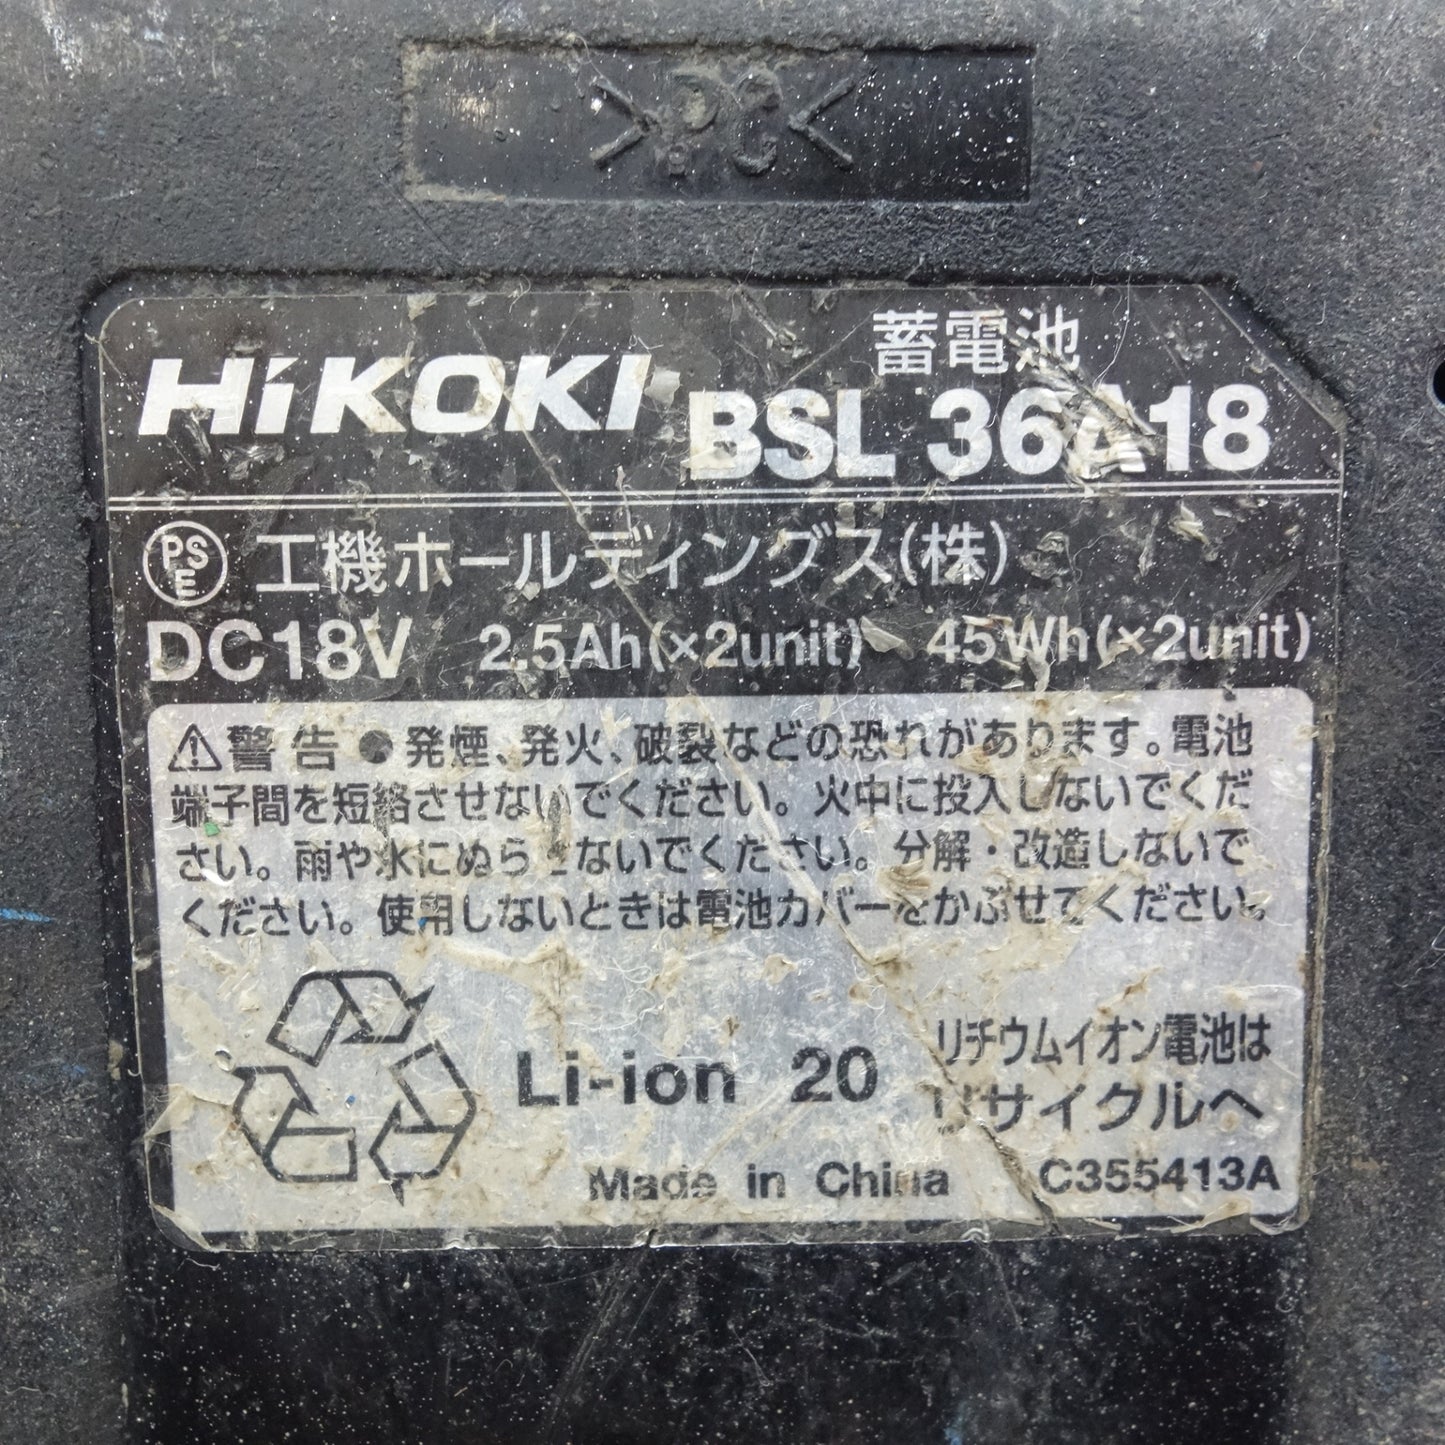 >PC<
HiKOKI
蓄電池
BSL 36A18
PSE 工機ホールディングス(株)
DC18V 2.5Ah(×2unit) 45Wh(×2unit)
⚠警告 ●発煙、発火、破裂などの恐れがあります。電池
端子間を短絡させないでください。火中に投入しないでくだ
さい。雨や水にぬらせないでください。分解・改造しないで
ください。使用しないときは電池カバーをかぶせてください。
Li-ion 20
リチウムイオン電池は
リサイクルへ
Made in China C355413A